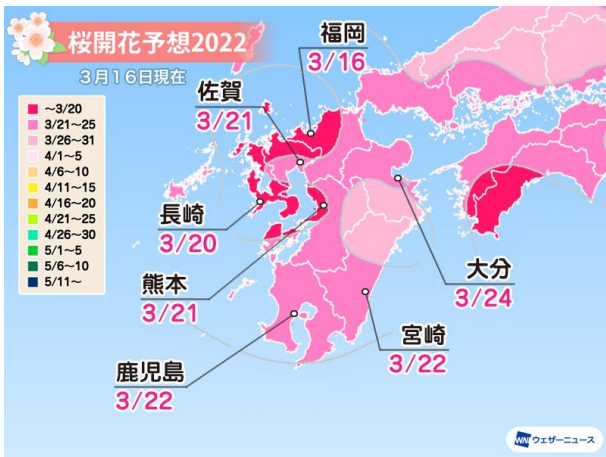 桜開花予想2022
3月16日現在
~3/20
3/21~25
3/26~31
4/1~5
4/6~10
4/11~15
4/16~20
4/21~25
4/26~30
5/1~5
5/6~10
5/11~
福岡
3/16
佐賀
3/21
長崎
3/20
熊本
3/21
大分
3/24
宮崎
3/22
鹿児島
3/22
WNI ウェザーニュース